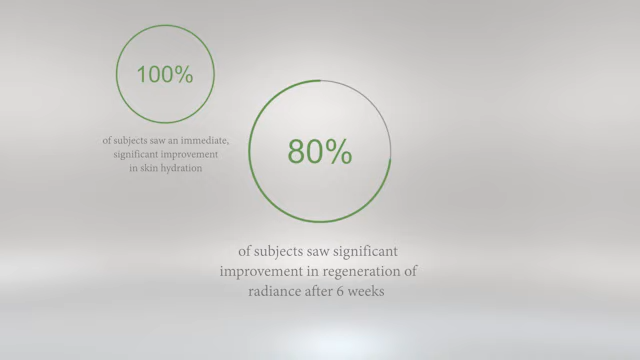 100%
of subjects saw an immediate,
significant improvement
in skin hydration
80%
of subjects saw significant
improvement in regeneration of
radiance after 6 weeks